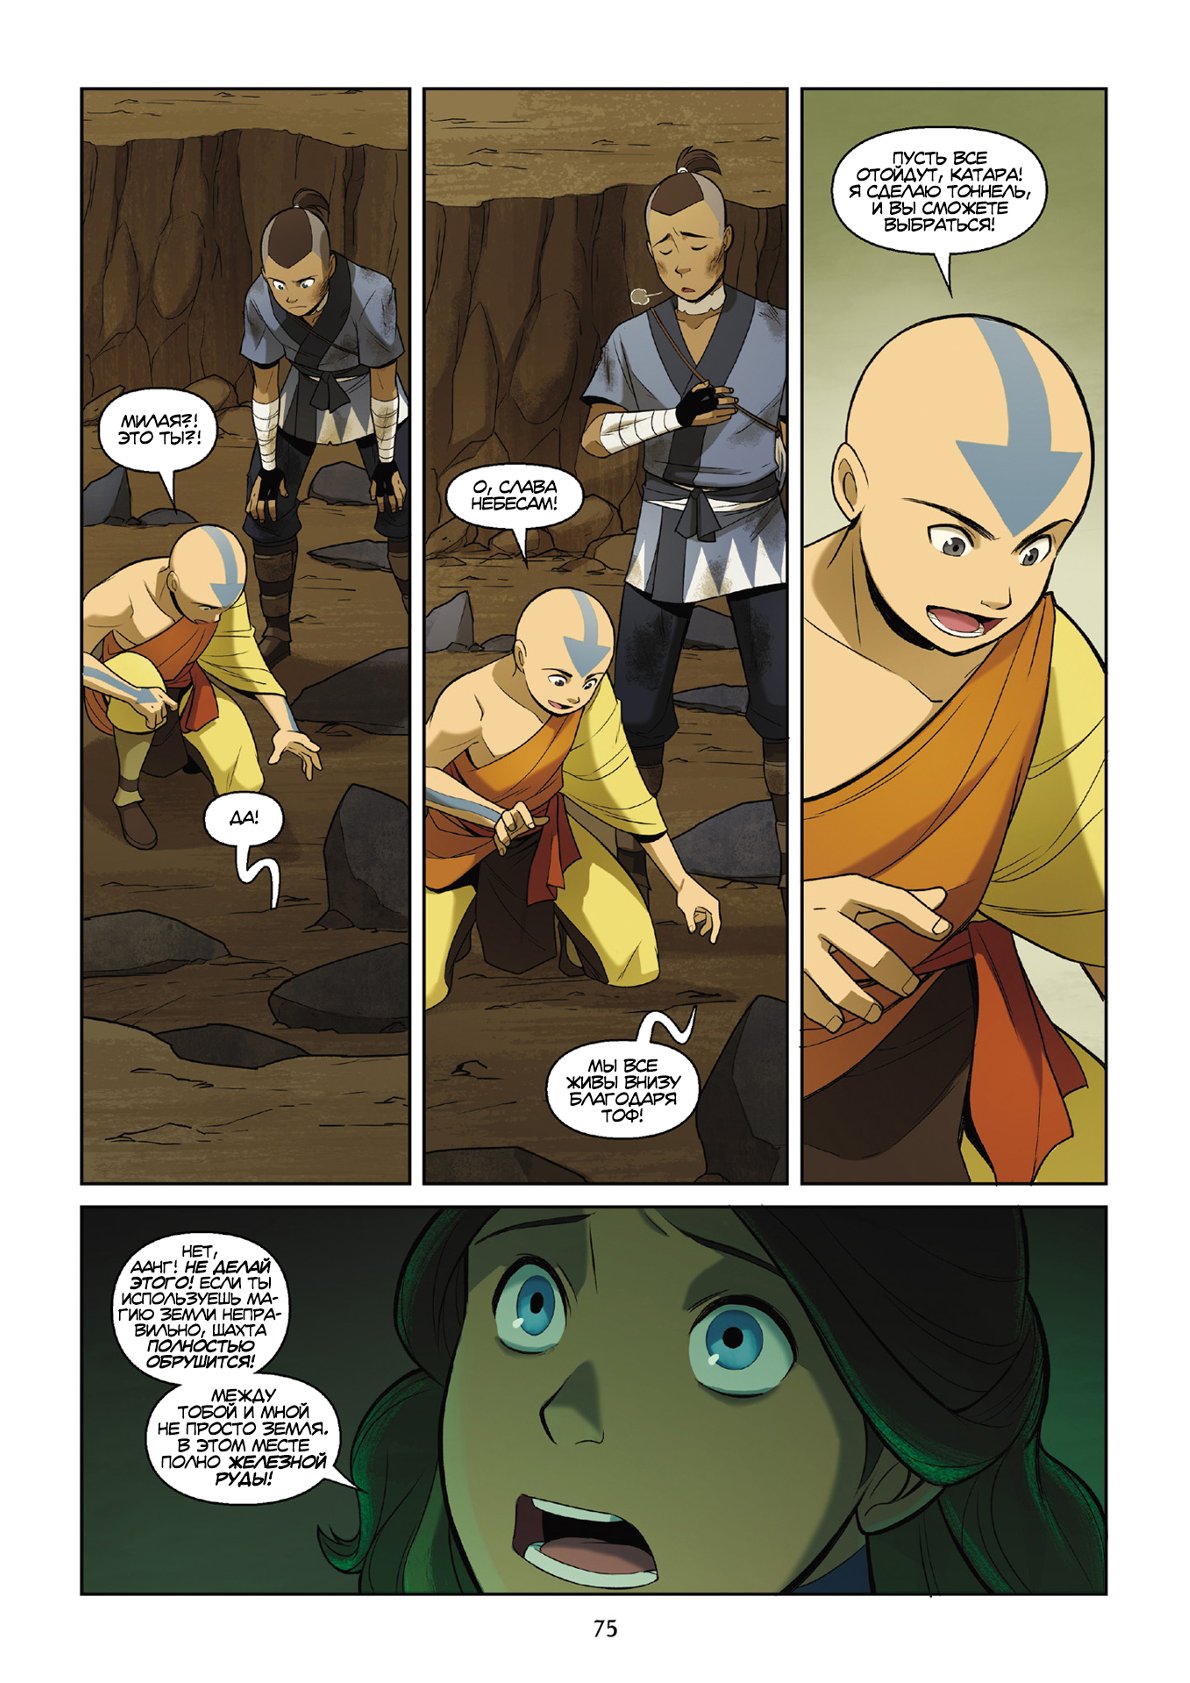 МИЛАЯ?!
ЭТО ТЫ?!
ДА!
О, СЛАВА
НЕБЕСАМ!
МЫ ВСЕ
ЖИВЫ ВНИЗУ
БЛАГОДАРЯ
ТОФ!
ПУСТЬ ВСЕ
ОТОЙДУТ, КАТАРА!
Я СДЕЛАЮ ТОННЕЛЬ,
И ВЫ СМОЖЕТЕ
ВЫБРАТЬСЯ!
НЕТ,
ААНГ! НЕ ДЕЛАЙ
ЭТОГО! ЕСЛИ ТЫ
ИСПОЛЬЗУЕШЬ МА-
ГИЮ ЗЕМЛИ НЕПРА-
ВИЛЬНО, ШАХТА
ПОЛНОСТЬЮ
ОБРУШИТСЯ!
МЕЖДУ
ТОБОЙ И МНОЙ
НЕ ПРОСТО ЗЕМЛЯ.
В ЭТОМ МЕСТЕ
ПОЛНО ЖЕЛЕЗНОЙ
РУДЫ!
75